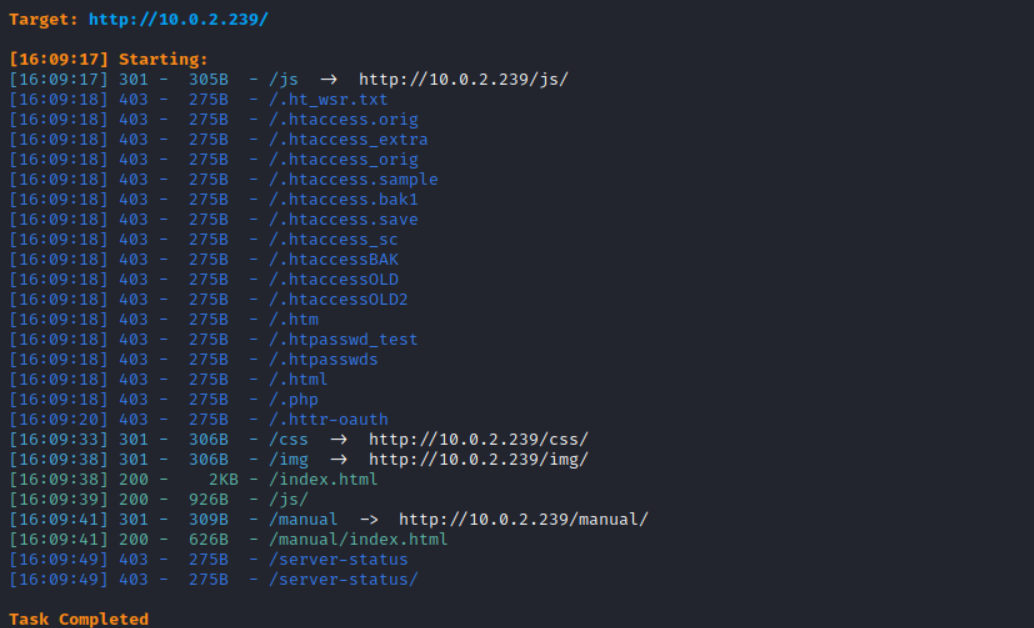 Target: http://10.0.2.239/
[16:09:17] Starting:
[16:09:17] 301 - 305B - /js → http://10.0.2.239/js/
[16:09:18] 403 - 275B - /.ht_wsr.txt
[16:09:18] 403 - 275B - /.htaccess.orig
[16:09:18] 403 - 275B - /.htaccess_extra
[16:09:18] 403 - 275B - /.htaccess_orig
[16:09:18] 403 - 275B - /.htaccess.sample
[16:09:18] 403 - 275B - /.htaccess.bak1
[16:09:18] 403 - 275B - /.htaccess.save
[16:09:18] 403 - 275B - /.htaccess_sc
[16:09:18] 403 - 275B - /.htaccessBAK
[16:09:18] 403 - 275B - /.htaccessOLD
[16:09:18] 403 - 275B - /.htaccessOLD2
[16:09:18] 403 - 275B - /.htm
[16:09:18] 403 - 275B - /.htpasswd_test
[16:09:18] 403 - 275B - /.htpasswds
[16:09:18] 403 - 275B - /.html
[16:09:18] 403 - 275B - /.php
[16:09:20] 403 - 275B - /.httr-oauth
[16:09:33] 301 - 306B - /css → http://10.0.2.239/css/
[16:09:38] 301 - 306B - /img → http://10.0.2.239/img/
[16:09:38] 200 - 2KB - /index.html
[16:09:39] 200 - 926B - /js/
[16:09:41] 301 - 309B - /manual -> http://10.0.2.239/manual/
[16:09:41] 200 - 626B - /manual/index.html
[16:09:49] 403 - 275B - /server-status
[16:09:49] 403 - 275B - /server-status/
Task Completed